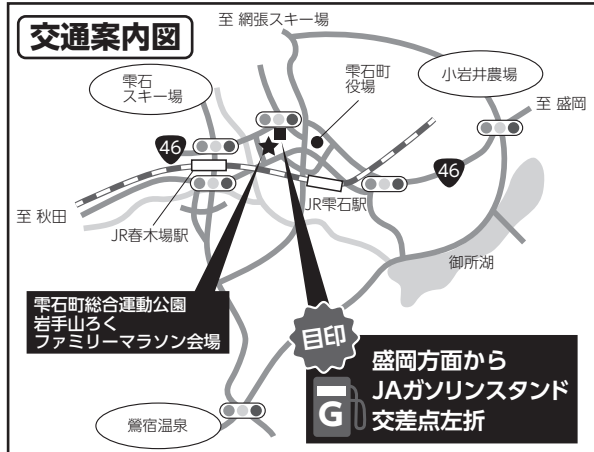 交通案内図
至 網張スキー場
雫石
スキー場
雫石町
役場
小岩井農場
至 盛岡
46
46
至 秋田
JR春木場駅
JR雫石駅
御所湖
雫石町総合運動公園
岩手山ろく
ファミリーマラソン会場
目印
G
盛岡方面から
JAガソリンスタンド
交差点左折
鶯宿温泉